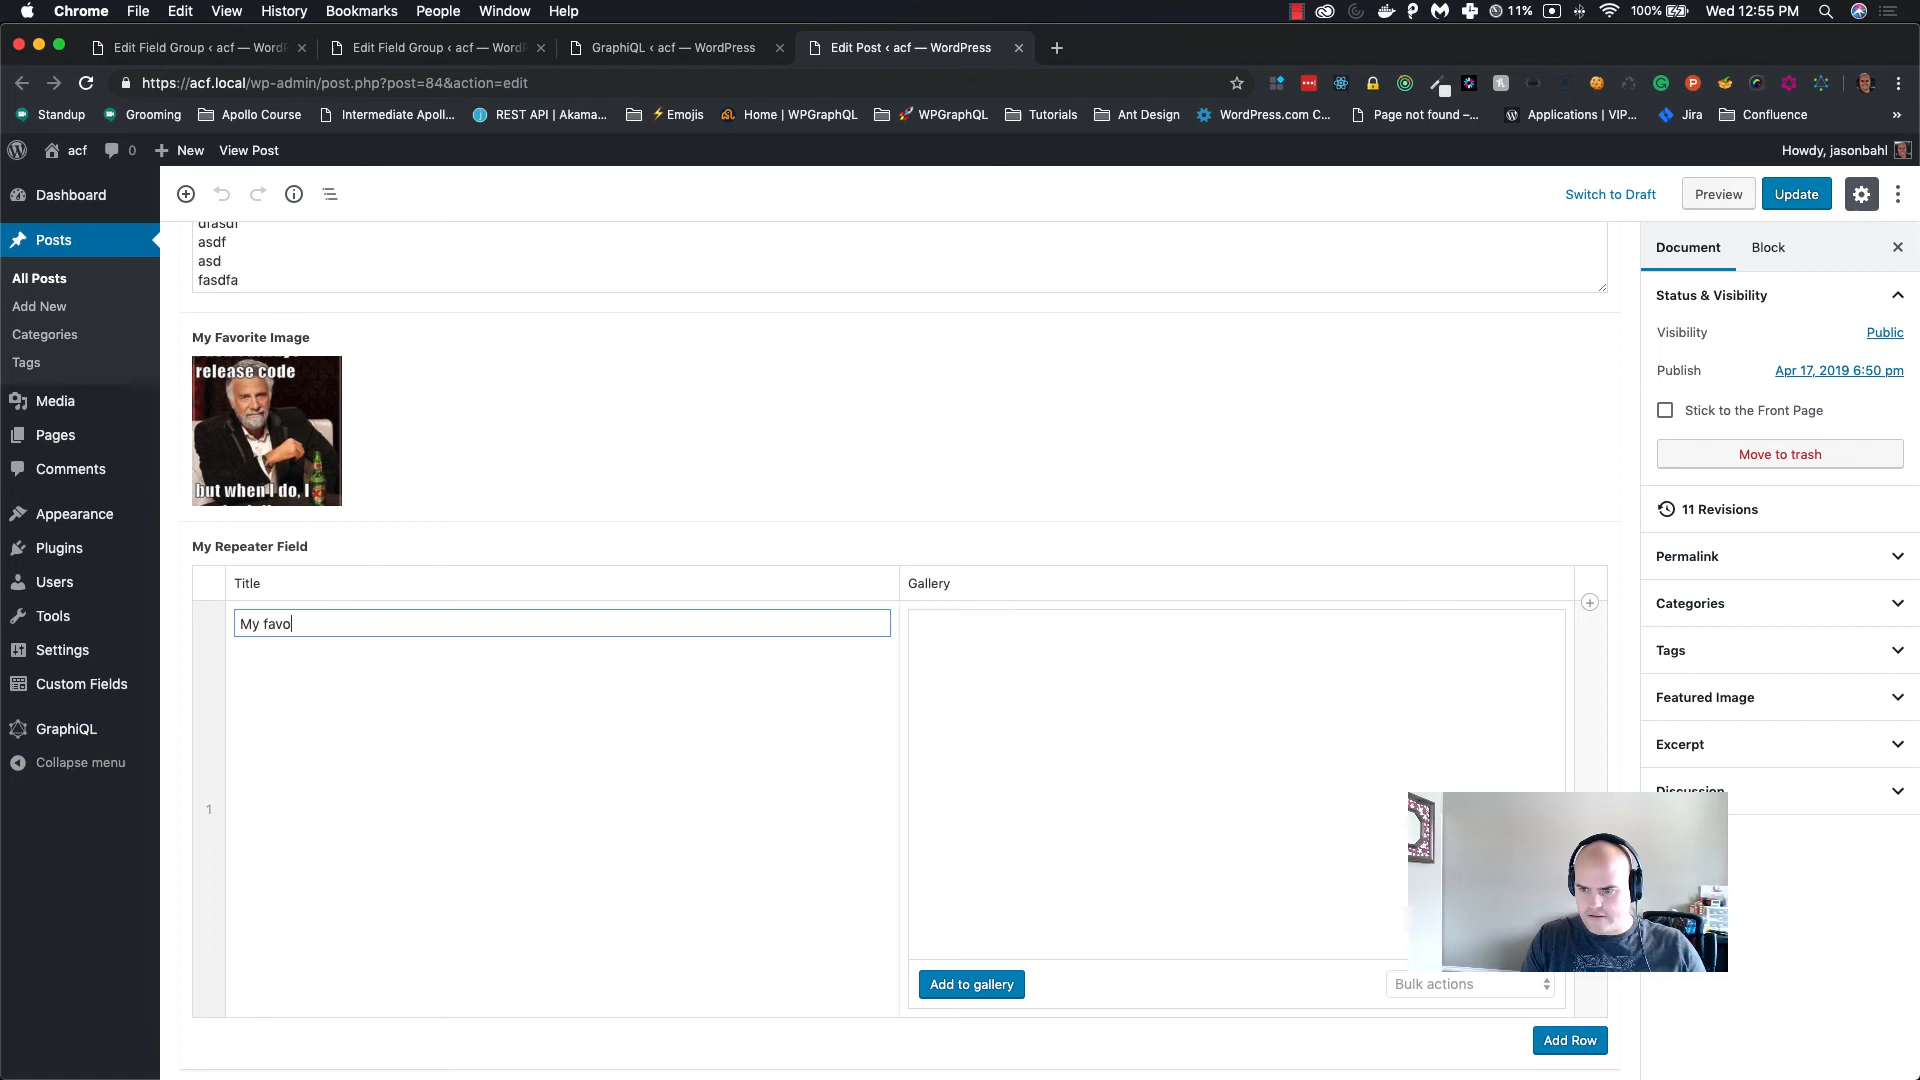 Chrome File Edit View History Bookmarks People Window Help 11% 100% Wed 12:55 PM
Edit Field Group ‹ acf — WordP Edit Field Group ‹ acf — WordP GraphiQL ‹ acf — WordPress Edit Post ‹ acf — WordPress
https://acf.local/wp-admin/post.php?post=84&action=edit
Standup Grooming Apollo Course Intermediate Apoll... REST API | Akama... ⚡Emojis Home | WPGraphQL 🚀 WPGraphQL Tutorials Ant Design WordPress.com C... Page not found –... Applications | VIP... Jira Confluence »
acf 0 New View Post Howdy, jasonbahl
Dashboard
Posts
All Posts
Add New
Categories
Tags
Media
Pages
Comments
Appearance
Plugins
Users
Tools
Settings
Custom Fields
GraphiQL
Collapse menu
Switch to Draft Preview Update
dfasdf
asdf
asd
fasdfa
My Favorite Image
release code
but when I do, I
My Repeater Field
Title Gallery
My favo
1
Add to gallery Bulk actions
Add Row
Document Block
Status & Visibility
Visibility Public
Publish Apr 17, 2019 6:50 pm
Stick to the Front Page
Move to trash
11 Revisions
Permalink
Categories
Tags
Featured Image
Excerpt
Discussion